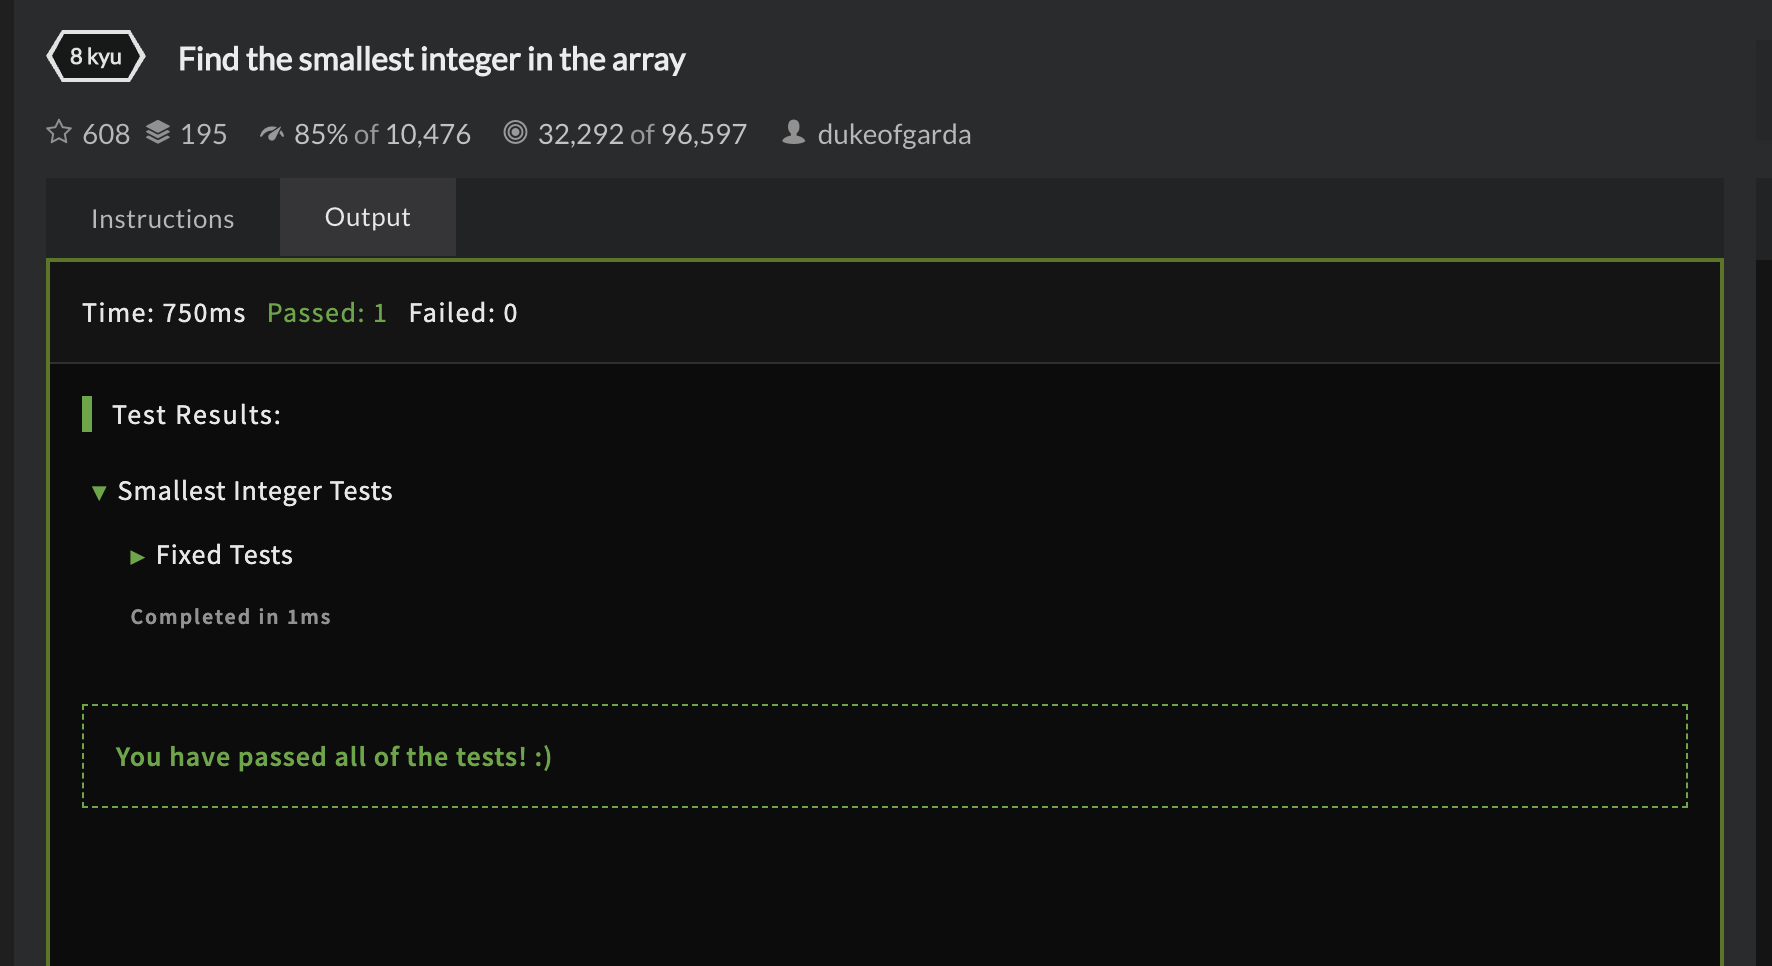 8 kyu Find the smallest integer in the array
608 195 85% of 10,476 32,292 of 96,597 dukeofgarda
Instructions Output
Time: 750ms Passed: 1 Failed: 0
Test Results:
▼ Smallest Integer Tests
▶ Fixed Tests
Completed in 1ms
You have passed all of the tests! :)